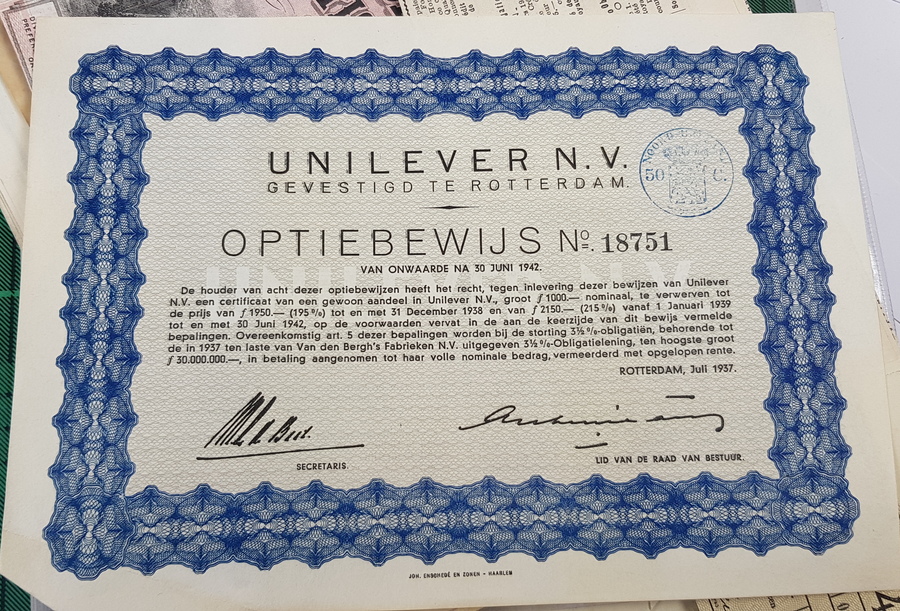 UNILEVER N.V.
GEVESTIGD TE ROTTERDAM.
50 C.
OPTIEBEWIJS Nº. 18751
VAN ONWAARDE NA 30 JUNI 1942.
De houder van acht dezer optiebewijzen heeft het recht, tegen inlevering dezer bewijzen van Unilever
N.V. een certificaat van een gewoon aandeel in Unilever N.V., groot ƒ 1000.— nominaal, te verwerven tot
de prijs van ƒ 1950.— (195 %) tot en met 31 December 1938 en van ƒ 2150.— (215 %) vanaf 1 Januari 1939
tot en met 30 Juni 1942, op de voorwaarden vervat in de aan de keerzijde van dit bewijs vermelde
bepalingen. Overeenkomstig art. 5 dezer bepalingen worden bij de storting 3½ %-obligatiën, behorende tot
de in 1937 ten laste van Van den Bergh's Fabrieken N.V. uitgegeven 3½ %-Obligatielening, ten hoogste groot
ƒ 30.000.000.—, in betaling aangenomen tot haar volle nominale bedrag, vermeerderd met opgelopen rente.
ROTTERDAM, Juli 1937.
SECRETARIS.
LID VAN DE RAAD VAN BESTUUR.
JOH. ENSCHEDÉ EN ZONEN - HAARLEM